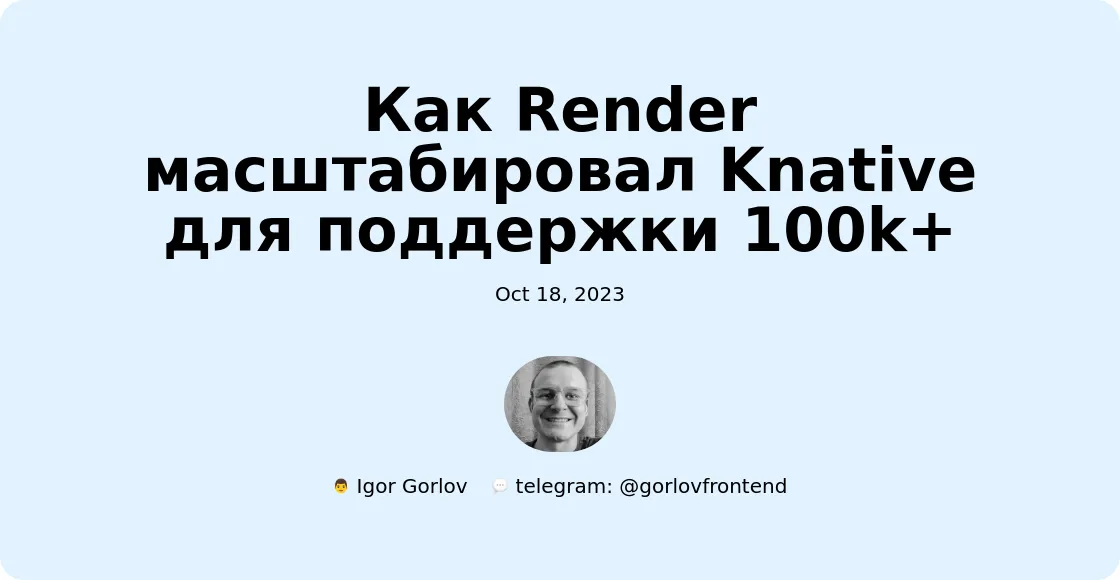 Как Render
масштабировал Knative
для поддержки 100k+
Oct 18, 2023
Igor Gorlov telegram: @gorlovfrontend